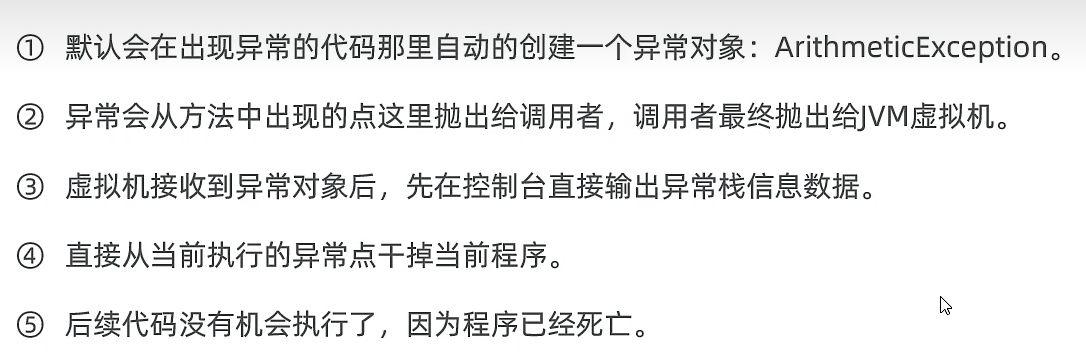 ① 默认会在出现异常的代码那里自动的创建一个异常对象：ArithmeticException。
② 异常会从方法中出现的点这里抛出给调用者，调用者最终抛出给JVM虚拟机。
③ 虚拟机接收到异常对象后，先在控制台直接输出异常栈信息数据。
④ 直接从当前执行的异常点干掉当前程序。
⑤ 后续代码没有机会执行了，因为程序已经死亡。